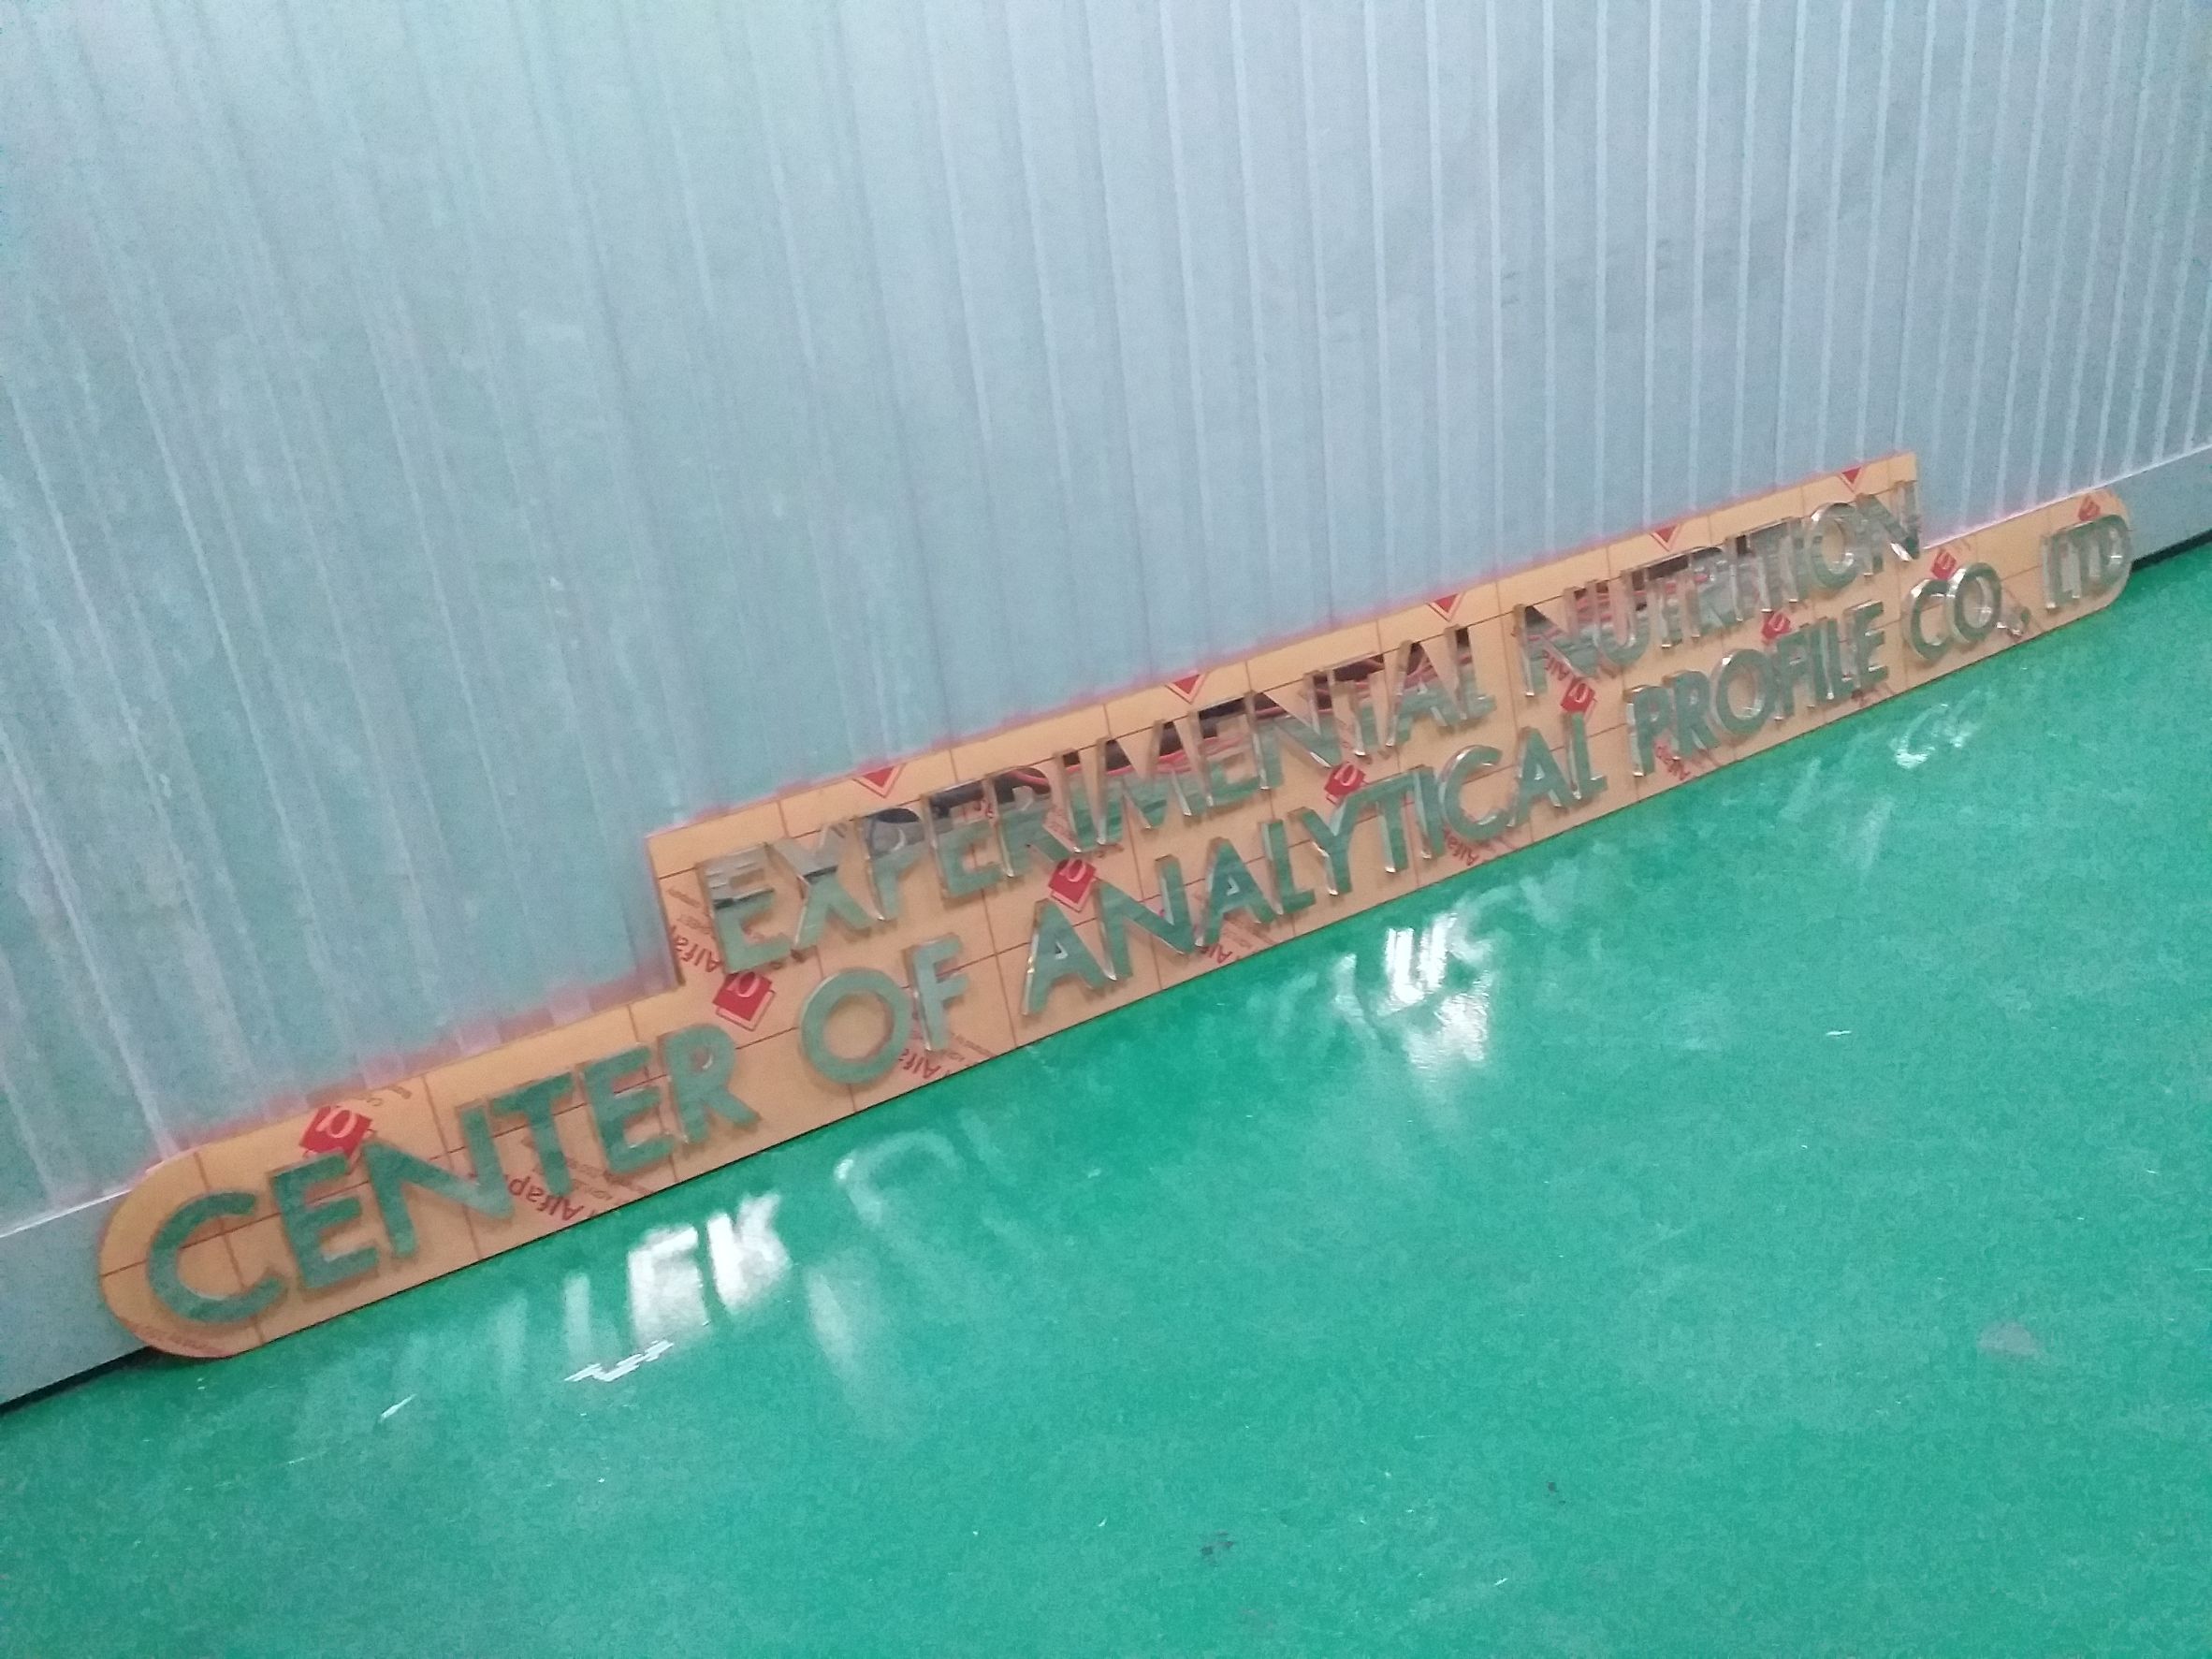 EXPERIMENTAL NUTRITION
CENTER OF ANALYTICAL PROFILE CO., LTD